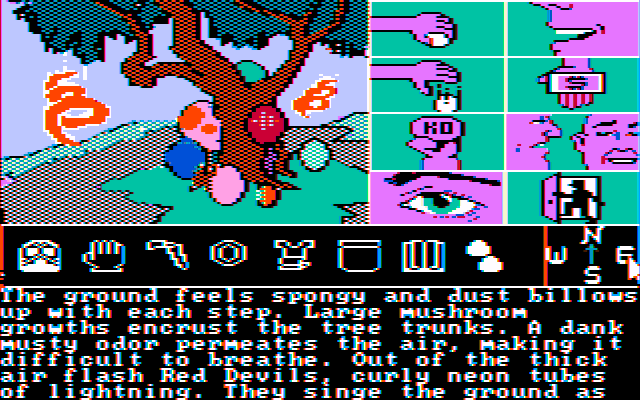 $
KO
N
W E
S
The ground feels spongy and dust billows
up with each step. Large mushroom
growths encrust the tree trunks. A dank
musty odor permeates the air, making it
difficult to breathe. Out of the thick
air flash Red Devils, curly neon tubes
of lightning. They singe the ground as